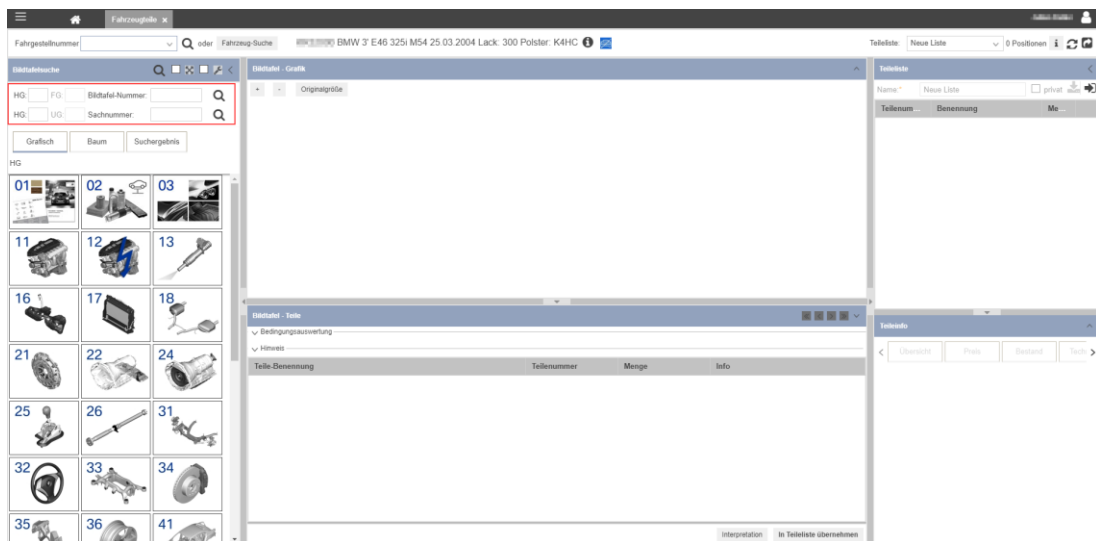 Fahrzeugteile x
Fahrgestellnummer oder Fahrzeug-Suche BMW 3' E46 325i M54 25.03.2004 Lack: 300 Polster: K4HC i Teileliste: Neue Liste 0 Positionen i
Bildtafelsuche
HG: FG: Bildtafel-Nummer:
HG: UG: Sachnummer:
Grafisch Baum Suchergebnis
HG
01 02 03
11 12 13
16 17 18
21 22 24
25 26 31
32 33 34
35 36 41
Bildtafel - Grafik
+ - Originalgröße
Bildtafel - Teile
Bedingungsauswertung
Hinweis
Teile-Benennung Teilenummer Menge Info
Interpretation In Teileliste übernehmen
Teileliste
Name:* Neue Liste privat
Teilenum... Benennung Me...
Teileinfo
Übersicht Preis Bestand Techn